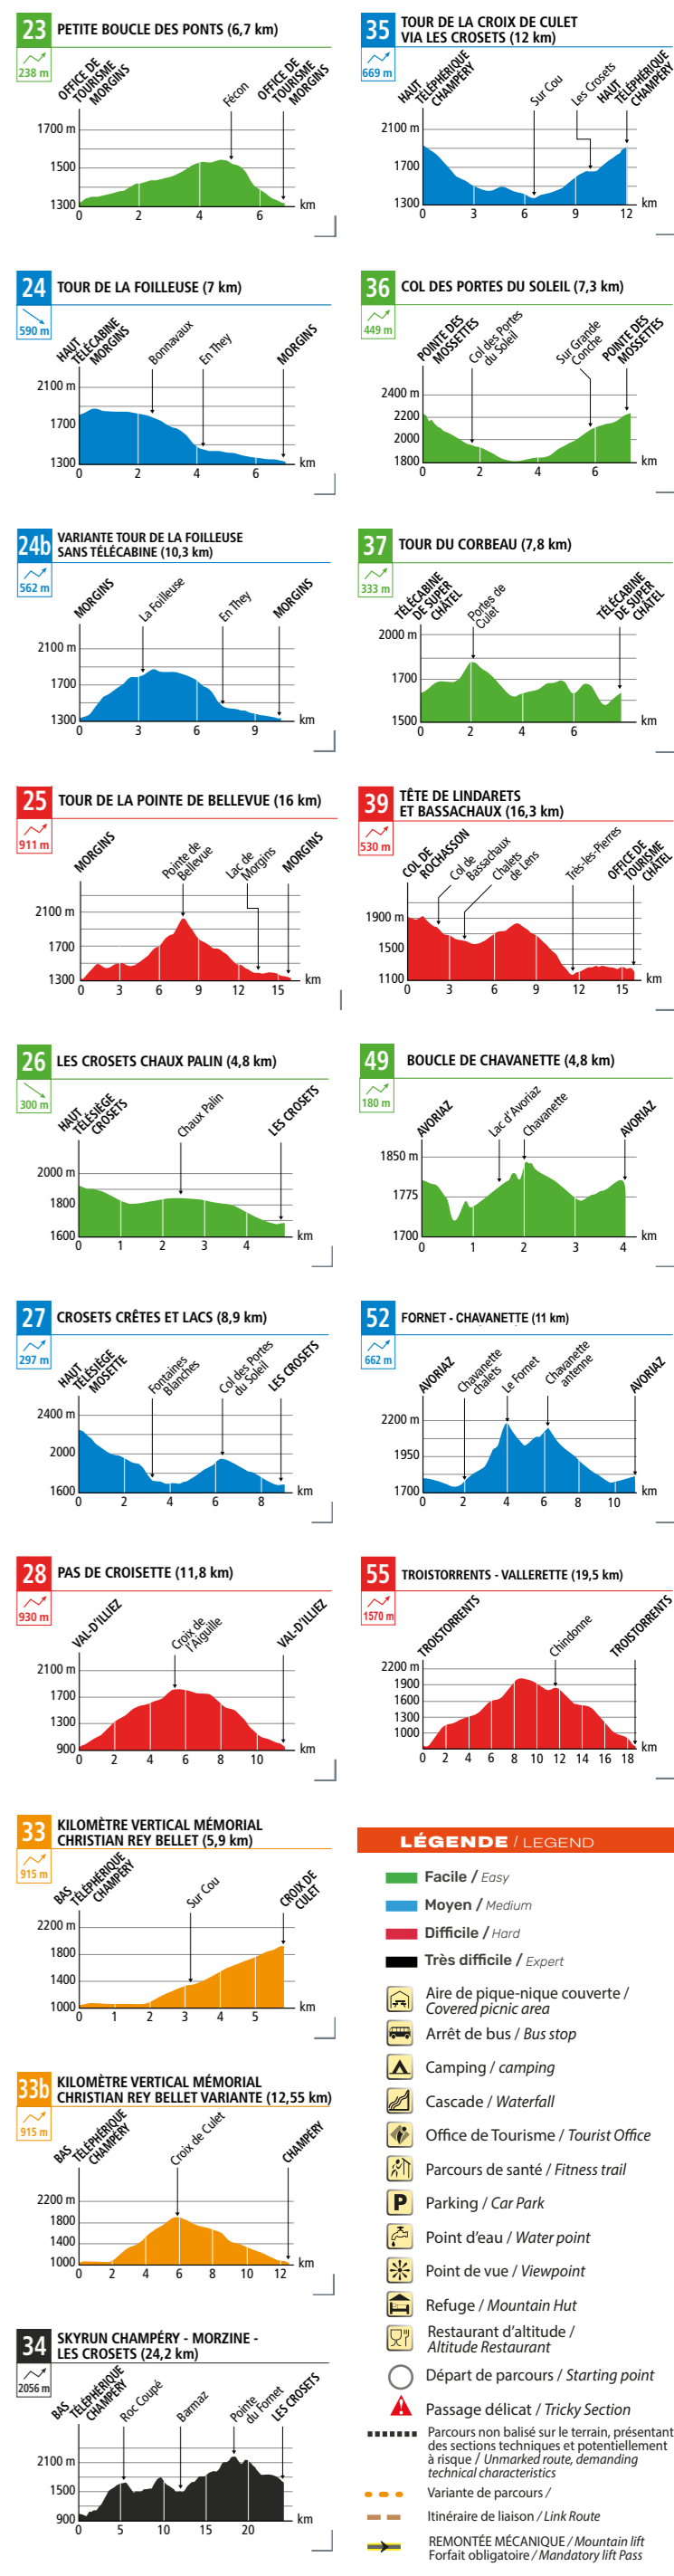 23
PETITE BOUCLE DES PONTS (6,7 km)
238 m
OFFICE DE
TOURISME
MORGINS
Fécon
OFFICE DE
TOURISME
MORGINS
1700 m
1500
1300
0 2 4 6 km
24
TOUR DE LA FOILLEUSE (7 km)
590 m
HAUT
TÉLÉCABINE
MORGINS
Bonnavaux
En They
MORGINS
2100 m
1700
1300
0 2 4 6 km
24b
VARIANTE TOUR DE LA FOILLEUSE
SANS TÉLÉCABINE (10,3 km)
562 m
MORGINS
La Foilleuse
En They
MORGINS
2100 m
1700
1300
0 3 6 9 km
25
TOUR DE LA POINTE DE BELLEVUE (16 km)
911 m
MORGINS
Pointe de
Bellevue
Lac de
Morgins
MORGINS
2100 m
1700
1300
0 3 6 9 12 15 km
26
LES CROSETS CHAUX PALIN (4,8 km)
300 m
HAUT
TÉLÉSIÈGE
CROSETS
Chaux Palin
LES CROSETS
2000 m
1800
1600
0 1 2 3 4 km
27
CROSETS CRÊTES ET LACS (8,9 km)
297 m
HAUT
TÉLÉSIÈGE
MOSETTE
Fontaines
Blanches
Col des Portes
du Soleil
LES CROSETS
2400 m
2000
1600
0 2 4 6 8 km
28
PAS DE CROISETTE (11,8 km)
930 m
VAL-D'ILLIEZ
Croix de
l'Aiguille
VAL-D'ILLIEZ
2100 m
1700
1300
900
0 2 4 6 8 10 km
33
KILOMÈTRE VERTICAL MÉMORIAL
CHRISTIAN REY BELLET (5,9 km)
915 m
BAS
TÉLÉPHÉRIQUE
CHAMPÉRY
Sur Cou
CROIX DE
CULET
2200 m
1800
1400
1000
0 1 2 3 4 5 km
33b
KILOMÈTRE VERTICAL MÉMORIAL
CHRISTIAN REY BELLET VARIANTE (12,55 km)
915 m
BAS
TÉLÉPHÉRIQUE
CHAMPÉRY
Croix de Culet
CHAMPÉRY
2200 m
1800
1400
1000
0 2 4 6 8 10 12 km
34
SKYRUN CHAMPÉRY - MORZINE -
LES CROSETS (24,2 km)
2056 m
BAS
TÉLÉPHÉRIQUE
CHAMPÉRY
Roc Coupé
Barmaz
Pointe
du Fornet
LES CROSETS
2100 m
1500
900
0 5 10 15 20 km
35
TOUR DE LA CROIX DE CULET
VIA LES CROSETS (12 km)
669 m
HAUT
TÉLÉPHÉRIQUE
CHAMPÉRY
Sur Cou
Les Crosets
HAUT
TÉLÉPHÉRIQUE
CHAMPÉRY
2100 m
1700
1300
0 3 6 9 12 km
36
COL DES PORTES DU SOLEIL (7,3 km)
449 m
POINTE DES
MOSSETTES
Col des Portes
du Soleil
Sur Grande
Conche
POINTE DES
MOSSETTES
2400 m
2200
2000
1800
0 2 4 6 km
37
TOUR DU CORBEAU (7,8 km)
333 m
TÉLÉCABINE
DE SUPER
CHÂTEL
Portes de
Culet
TÉLÉCABINE
DE SUPER
CHÂTEL
2000 m
1700
1500
0 2 4 6 km
39
TÊTE DE LINDARETS
ET BASSACHAUX (16,3 km)
530 m
COL DE
ROCHASSON
Col de
Bassachaux
Chalets
de Lens
Très-les-Pierres
OFFICE DE
TOURISME
CHÂTEL
1900 m
1500
1100
0 3 6 9 12 15 km
49
BOUCLE DE CHAVANETTE (4,8 km)
180 m
AVORIAZ
Lac d'Avoriaz
Chavanette
AVORIAZ
1850 m
1775
1700
0 1 2 3 4 km
52
FORNET - CHAVANETTE (11 km)
662 m
AVORIAZ
Chavanette
chalets
Le Fornet
Chavanette
antenne
AVORIAZ
2200 m
1950
1700
0 2 4 6 8 10 km
55
TROISTORRENTS - VALLERETTE (19,5 km)
1570 m
TROISTORRENTS
Chindonne
TROISTORRENTS
2200 m
1900
1600
1300
1000
0 2 4 6 8 10 12 14 16 18 km
LÉGENDE / LEGEND
Facile / Easy
Moyen / Medium
Difficile / Hard
Très difficile / Expert
Aire de pique-nique couverte /
Covered picnic area
Arrêt de bus / Bus stop
Camping / camping
Cascade / Waterfall
Office de Tourisme / Tourist Office
Parcours de santé / Fitness trail
P
Parking / Car Park
Point d'eau / Water point
Point de vue / Viewpoint
Refuge / Mountain Hut
Restaurant d'altitude /
Altitude Restaurant
Départ de parcours / Starting point
Passage délicat / Tricky Section
Parcours non balisé sur le terrain, présentant
des sections techniques et potentiellement
à risque / Unmarked route, demanding
technical characteristics
Variante de parcours /
Itinéraire de liaison / Link Route
REMONTÉE MÉCANIQUE / Mountain lift
Forfait obligatoire / Mandatory lift Pass